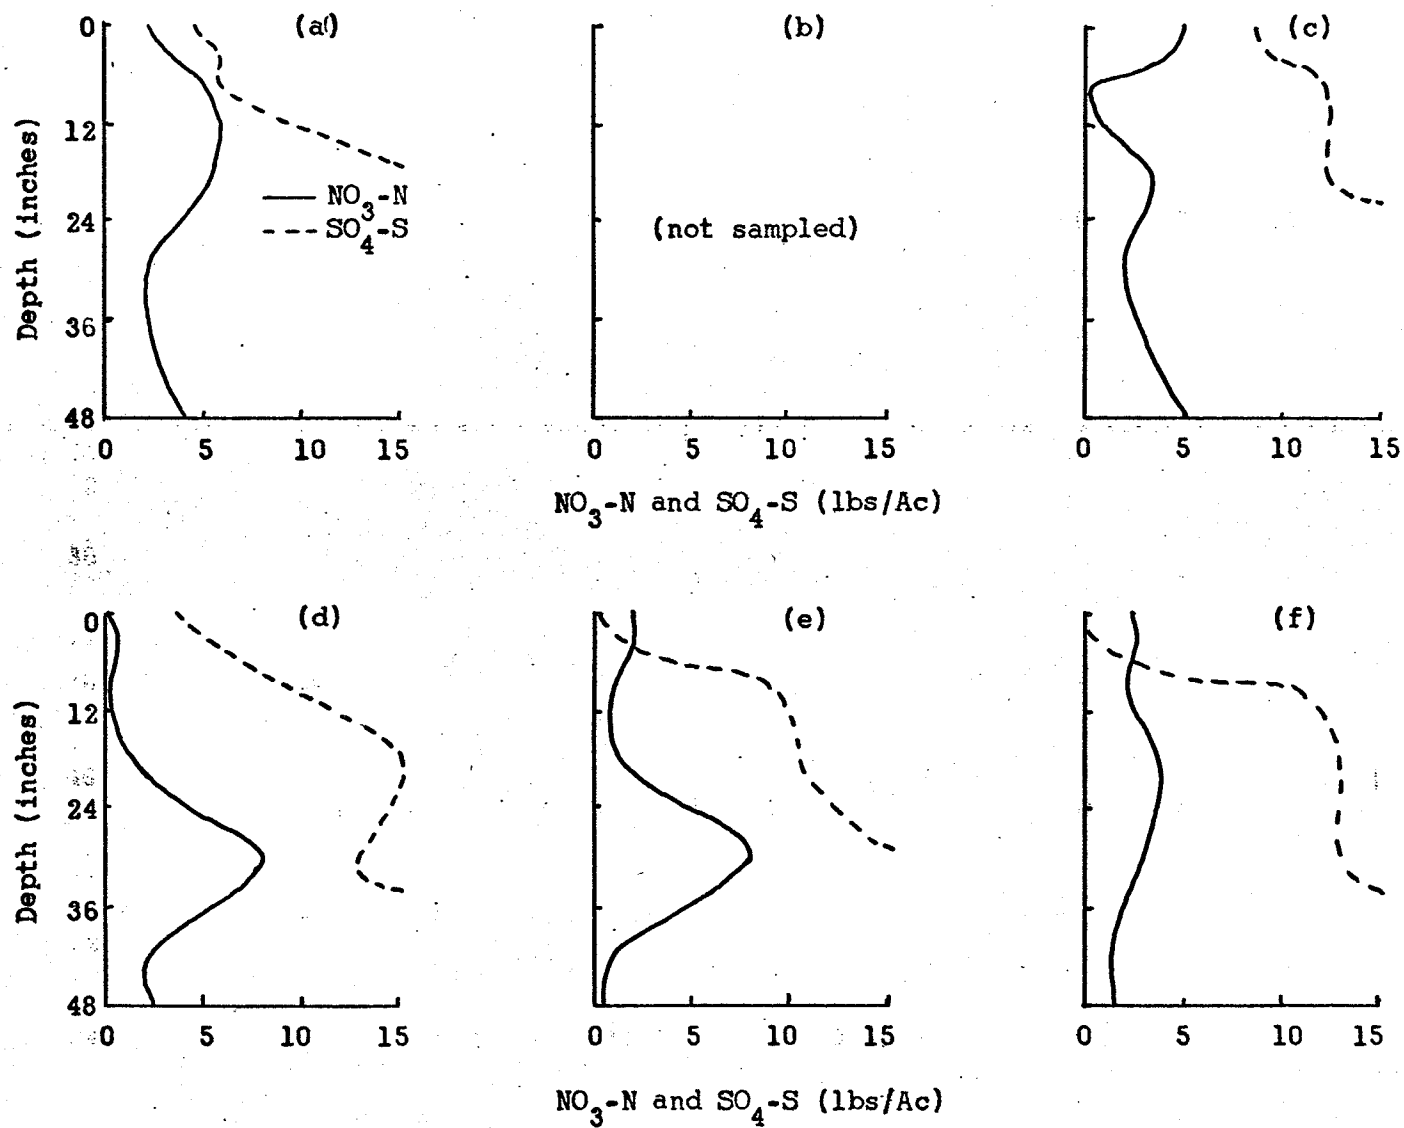 (a) (b) (c)
0
12
24
36
48
Depth (inches)
NO3-N
SO4-S
(not sampled)
0 5 10 15 0 5 10 15 0 5 10 15
NO3-N and SO4-S (lbs/Ac)
(d) (e) (f)
0
12
24
36
48
Depth (inches)
0 5 10 15 0 5 10 15 0 5 10 15
NO3-N and SO4-S (lbs/Ac)